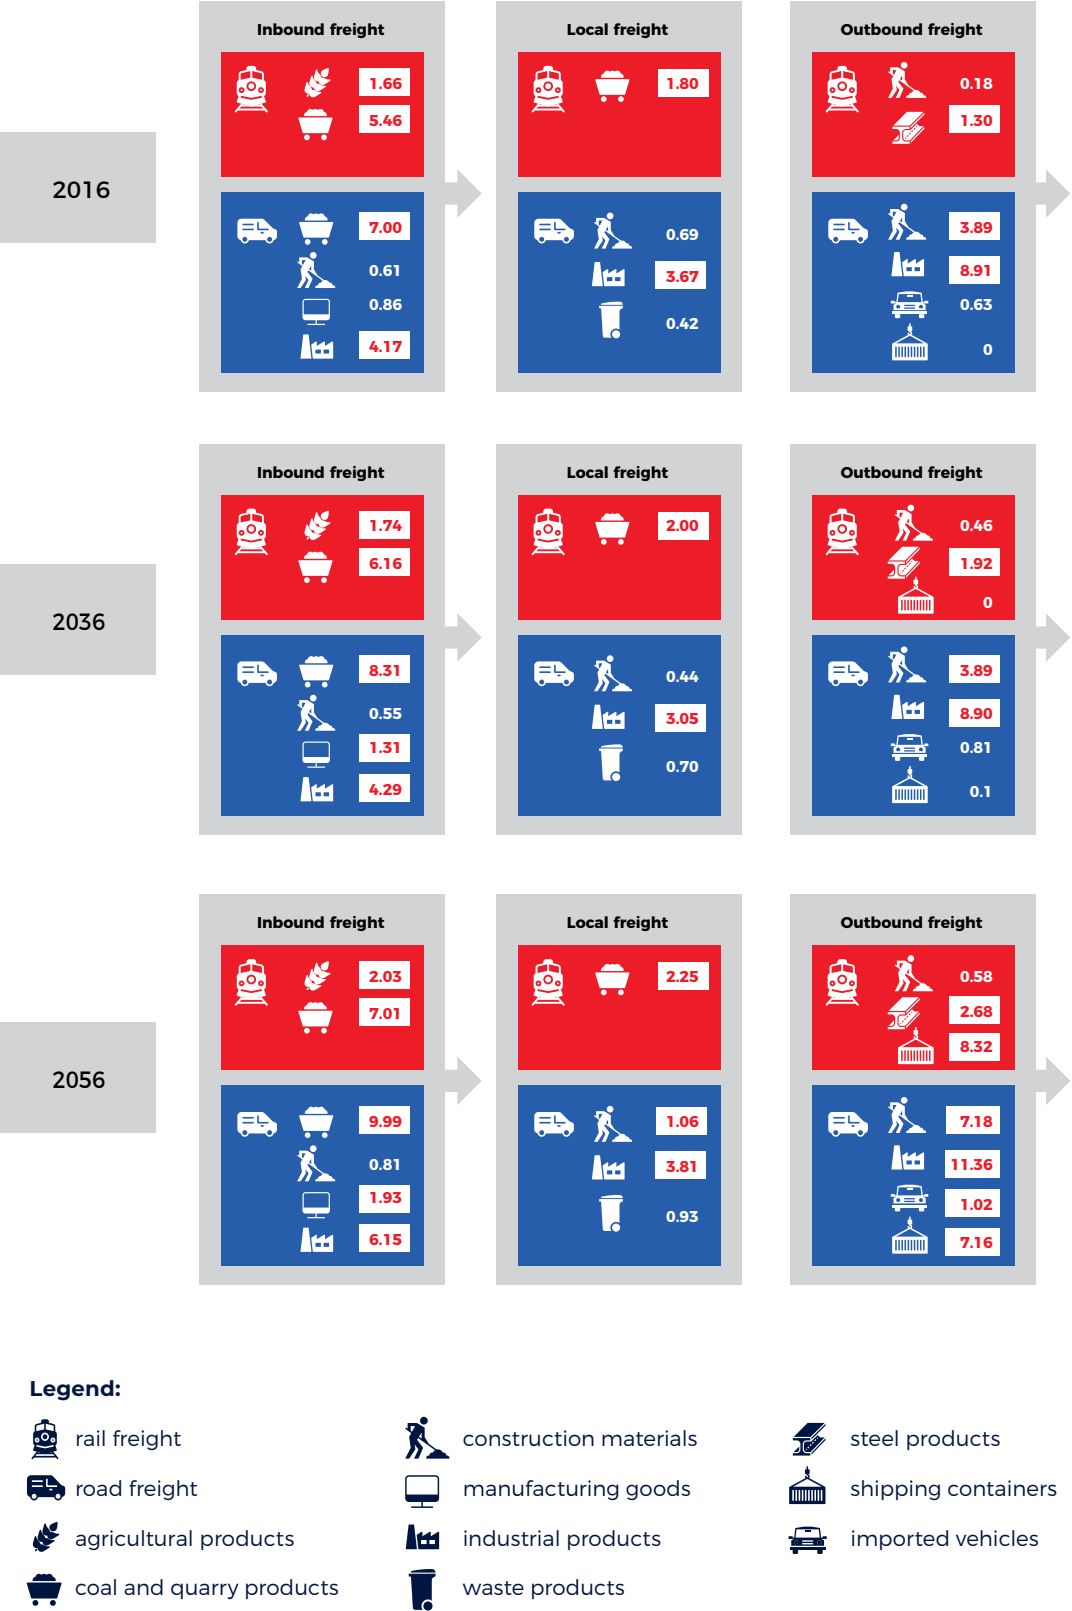 2016
Inbound freight
1.66
5.46
7.00
0.61
0.86
4.17
Local freight
1.80
0.69
3.67
0.42
Outbound freight
0.18
1.30
3.89
8.91
0.63
0
2036
Inbound freight
1.74
6.16
8.31
0.55
1.31
4.29
Local freight
2.00
0.44
3.05
0.70
Outbound freight
0.46
1.92
0
3.89
8.90
0.81
0.1
2056
Inbound freight
2.03
7.01
9.99
0.81
1.93
6.15
Local freight
2.25
1.06
3.81
0.93
Outbound freight
0.58
2.68
8.32
7.18
11.36
1.02
7.16
Legend:
rail freight
road freight
agricultural products
coal and quarry products
construction materials
manufacturing goods
industrial products
waste products
steel products
shipping containers
imported vehicles